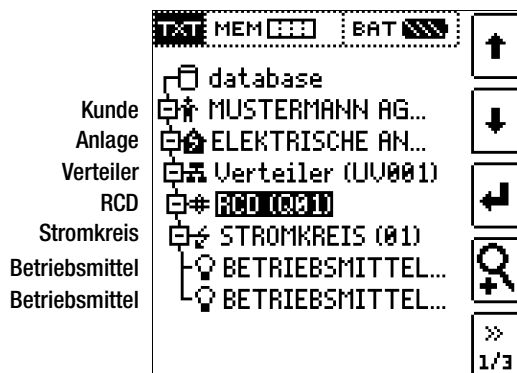 TXT MEM BAT
database
Kunde MUSTERMANN AG...
Anlage ELEKTRISCHE AN...
Verteiler Verteiler (UV001)
RCD RCD (Q01)
Stromkreis STROMKREIS (01)
Betriebsmittel BETRIEBSMITTEL...
Betriebsmittel BETRIEBSMITTEL...
»
1/3